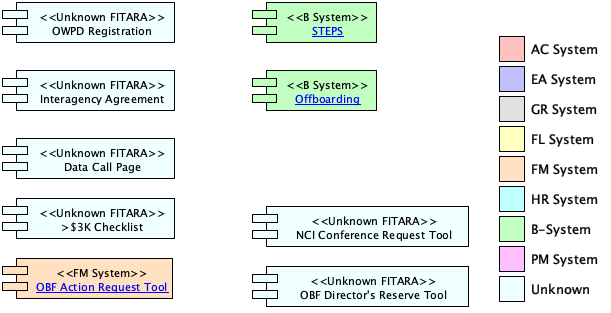 <<Unknown FITARA>>
OWPD Registration
<<B System>>
STEPS
<<Unknown FITARA>>
Interagency Agreement
<<B System>>
Offboarding
<<Unknown FITARA>>
Data Call Page
<<Unknown FITARA>>
>$3K Checklist
<<Unknown FITARA>>
NCI Conference Request Tool
<<FM System>>
OBF Action Request Tool
<<Unknown FITARA>>
OBF Director's Reserve Tool
AC System
EA System
GR System
FL System
FM System
HR System
B-System
PM System
Unknown